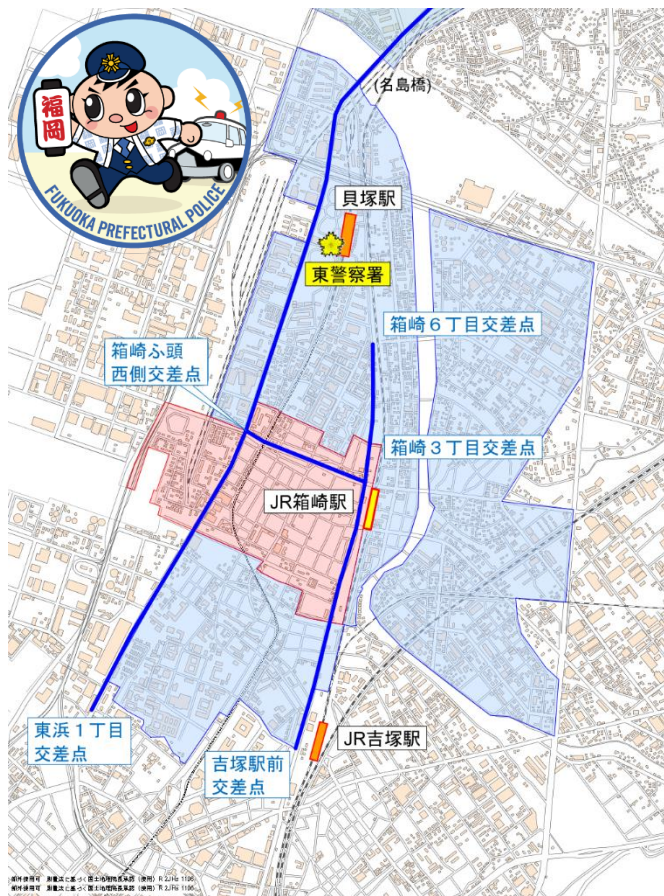 福岡
FUKUOKA PREFECTURAL POLICE
(名島橋)
貝塚駅
東警察署
箱崎6丁目交差点
箱崎ふ頭
西側交差点
箱崎3丁目交差点
JR箱崎駅
東浜1丁目
交差点
吉塚駅前
交差点
JR吉塚駅